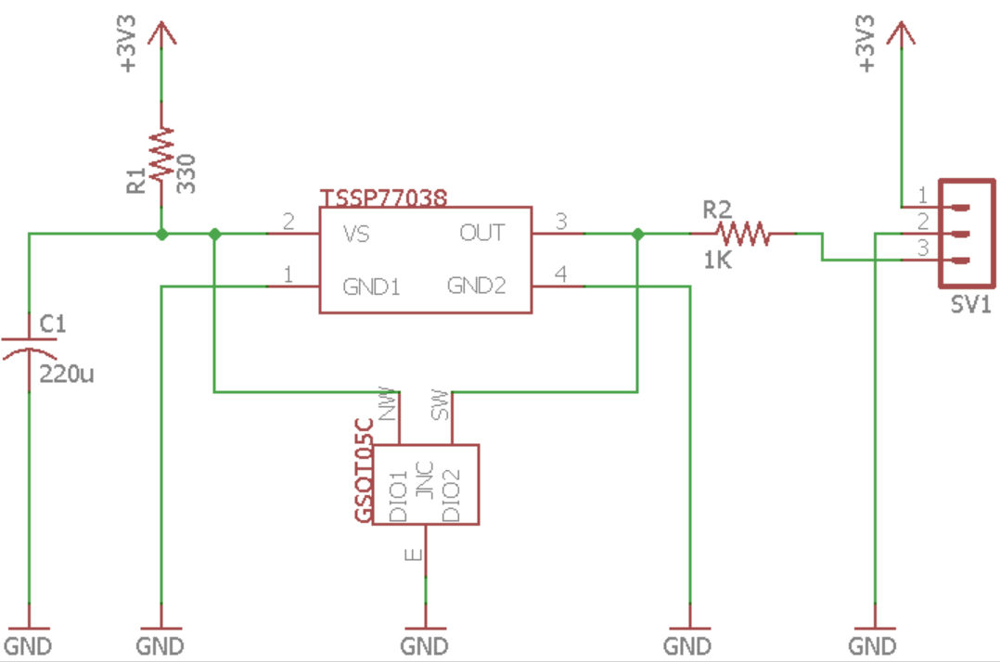 +3V3
+3V3
R1
330
TSSP77038
2
VS
OUT
3
1
GND1
GND2
4
R2
1K
1
2
3
SV1
C1
220u
NW
SW
GSOT05C
DIO1
JNC
DIO2
E
GND
GND
GND
GND
GND